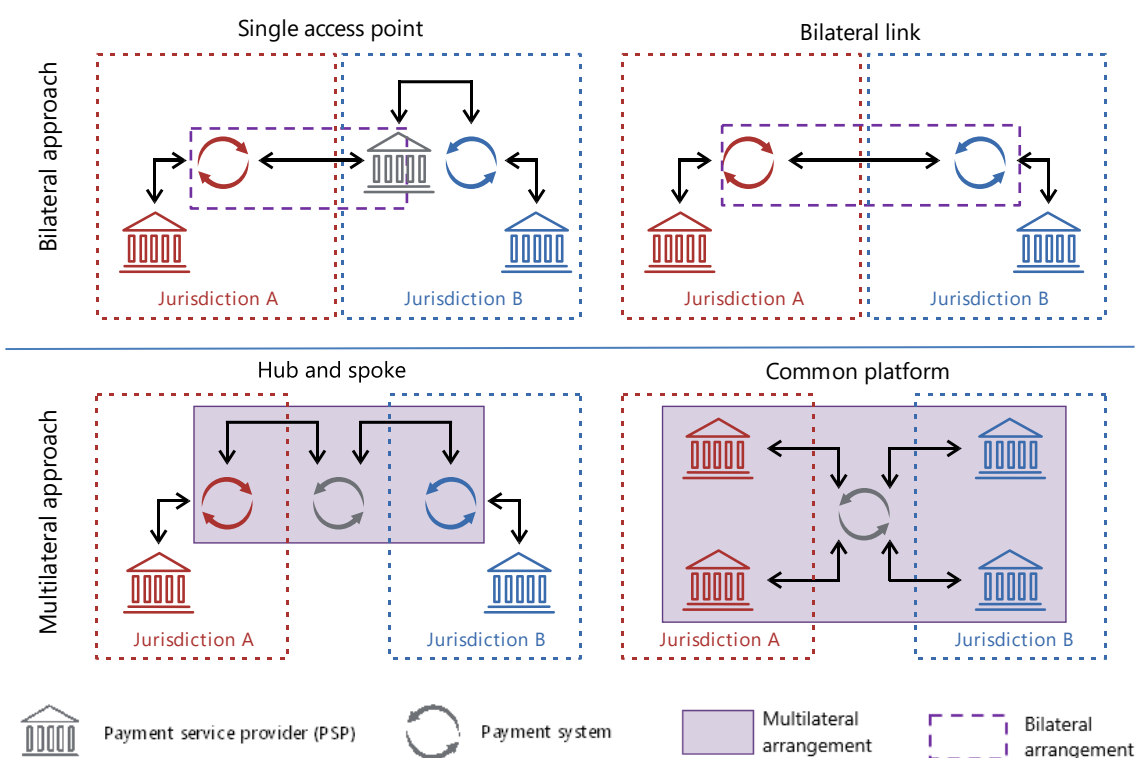 Single access point
Bilateral link
Bilateral approach
Jurisdiction A
Jurisdiction B
Jurisdiction A
Jurisdiction B
Hub and spoke
Common platform
Multilateral approach
Jurisdiction A
Jurisdiction B
Jurisdiction A
Jurisdiction B
Payment service provider (PSP)
Payment system
Multilateral
arrangement
Bilateral
arrangement